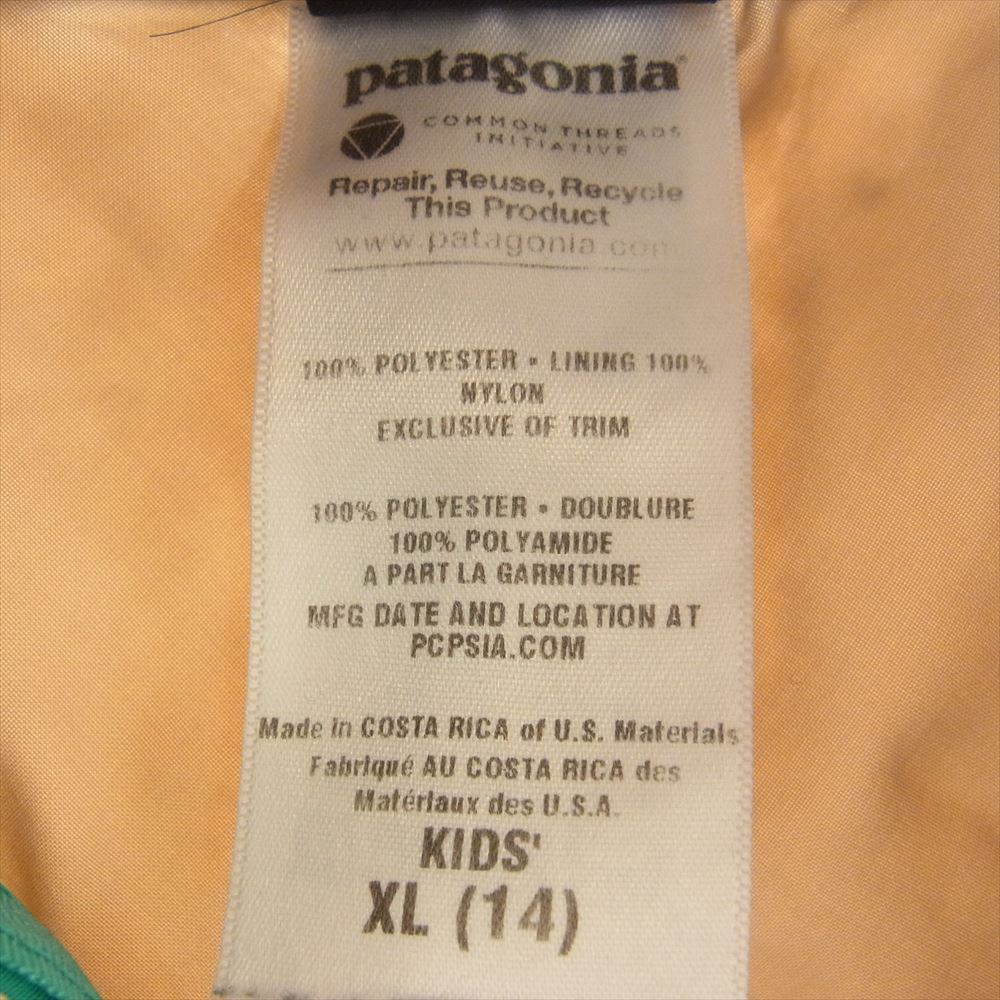 patagonia®
COMMON THREADS
INITIATIVE
Repair, Reuse, Recycle
This Product
www.patagonia.com
100% POLYESTER • LINING 100%
NYLON
EXCLUSIVE OF TRIM
100% POLYESTER • DOUBLURE
100% POLYAMIDE
A PART LA GARNITURE
MFG DATE AND LOCATION AT
PCPSIA.COM
Made in COSTA RICA of U.S. Materials
Fabriqué AU COSTA RICA des
Matériaux des U.S.A.
KIDS'
XL (14)